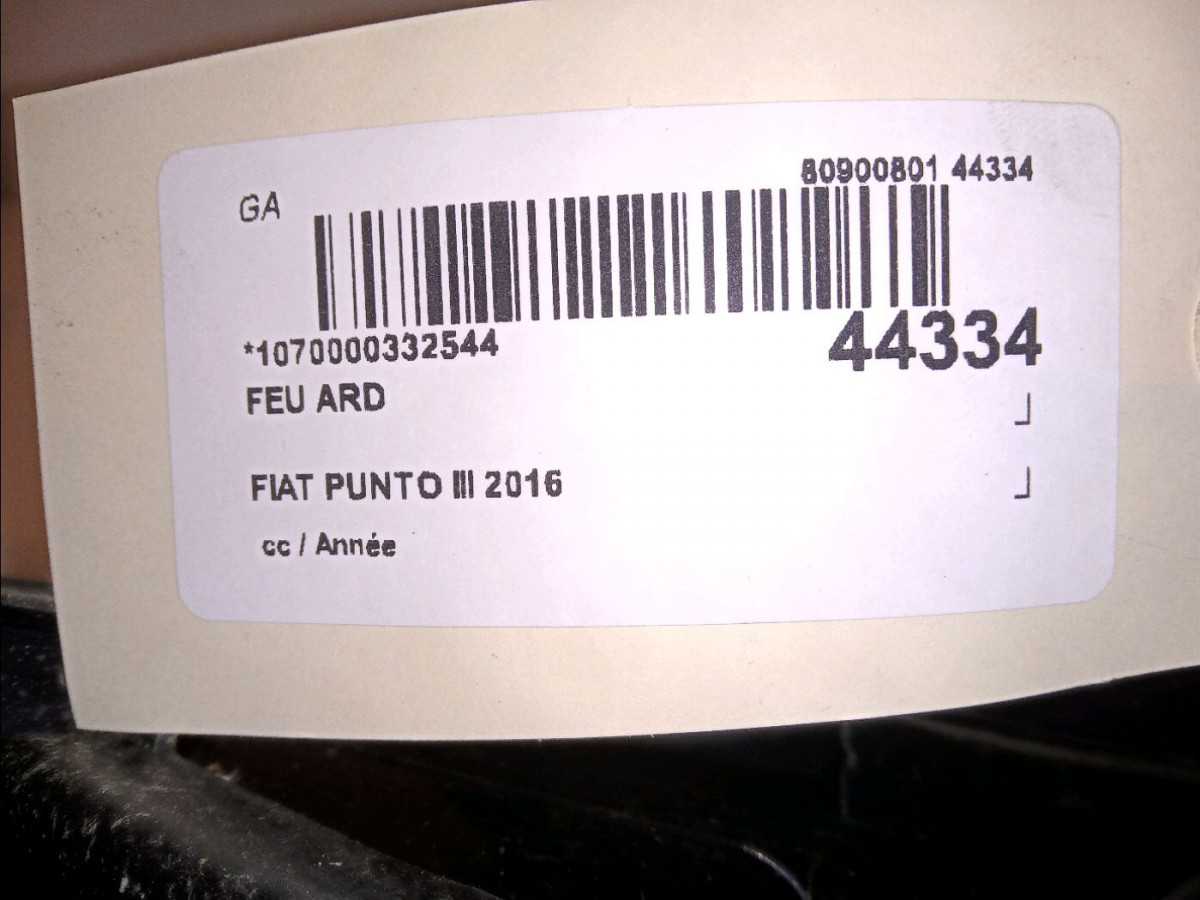 80900801 44334
GA
*1070000332544
44334
FEU ARD
FIAT PUNTO III 2016
cc / Année